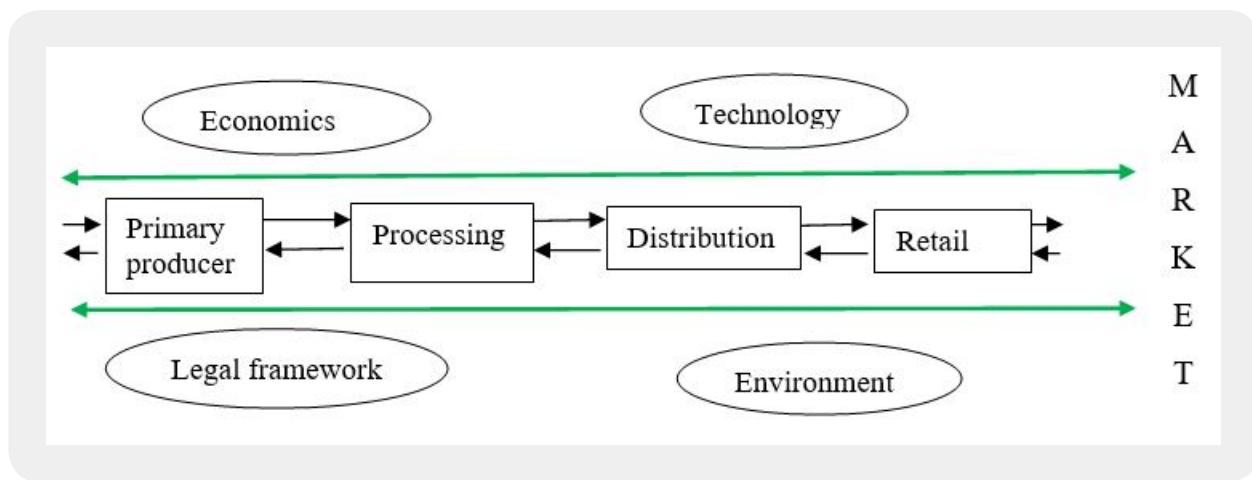 Economics
Technology
Primary
producer
Processing
Distribution
Retail
Legal framework
Environment
M
A
R
K
E
T